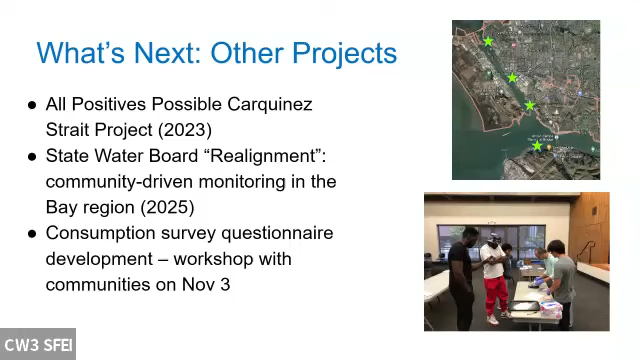 What's Next: Other Projects
● All Positives Possible Carquinez
Strait Project (2023)
● State Water Board “Realignment”:
community-driven monitoring in the
Bay region (2025)
● Consumption survey questionnaire
development – workshop with
communities on Nov 3
CW3 SFEI